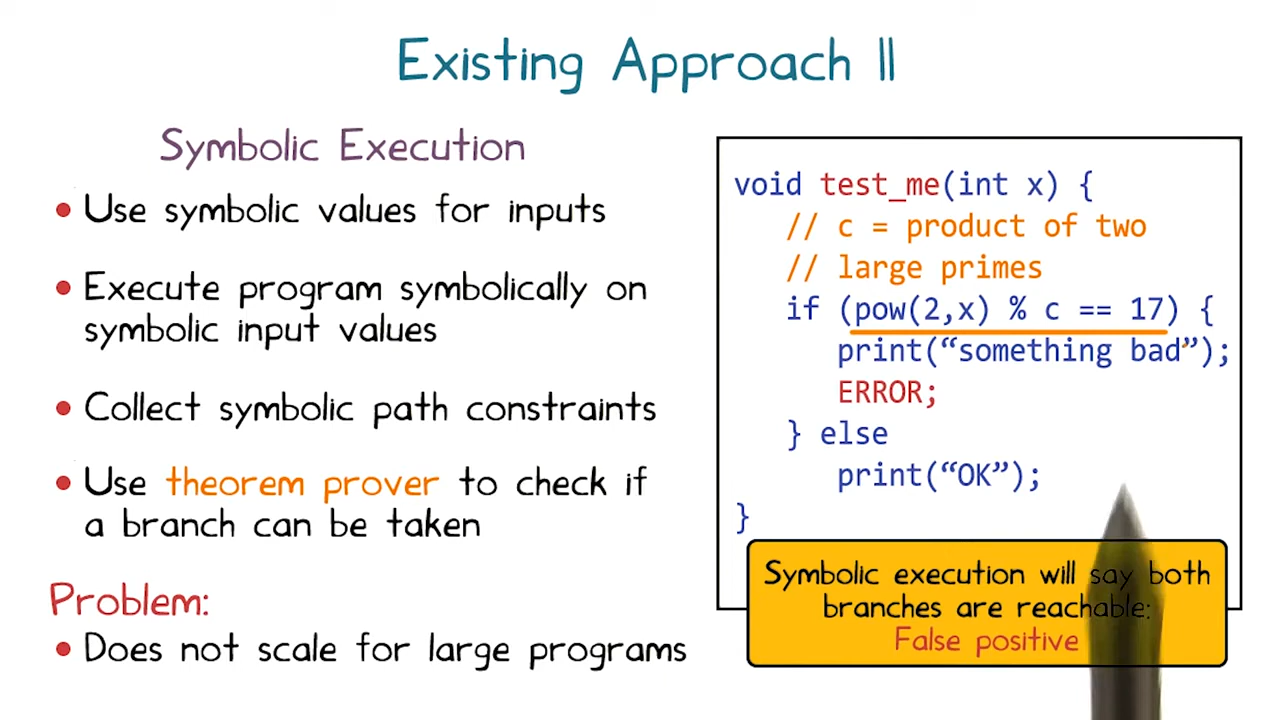 Existing Approach II
Symbolic Execution
• Use symbolic values for inputs
• Execute program symbolically on
symbolic input values
• Collect symbolic path constraints
• Use theorem prover to check if
a branch can be taken
Problem:
• Does not scale for large programs
void test_me(int x) {
// c = product of two
// large primes
if (pow(2,x) % c == 17) {
print(“something bad”);
ERROR;
} else
print(“OK”);
}
Symbolic execution will say both
branches are reachable:
False positive